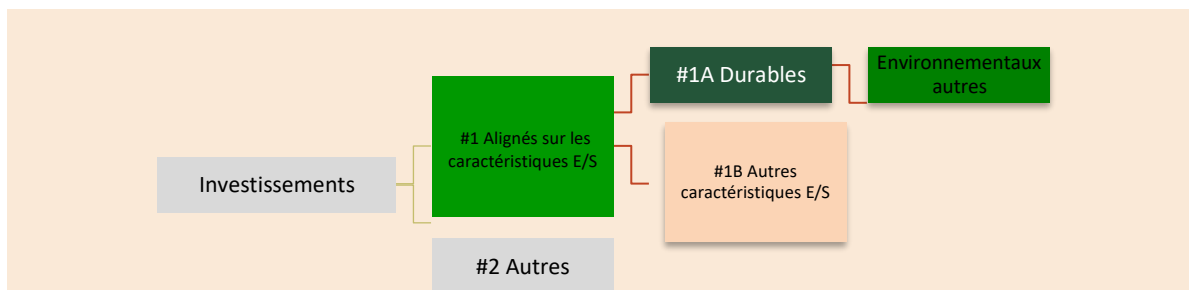 Investissements
#1 Alignés sur les
caractéristiques E/S
#2 Autres
#1A Durables
#1B Autres
caractéristiques E/S
Environnementaux
autres